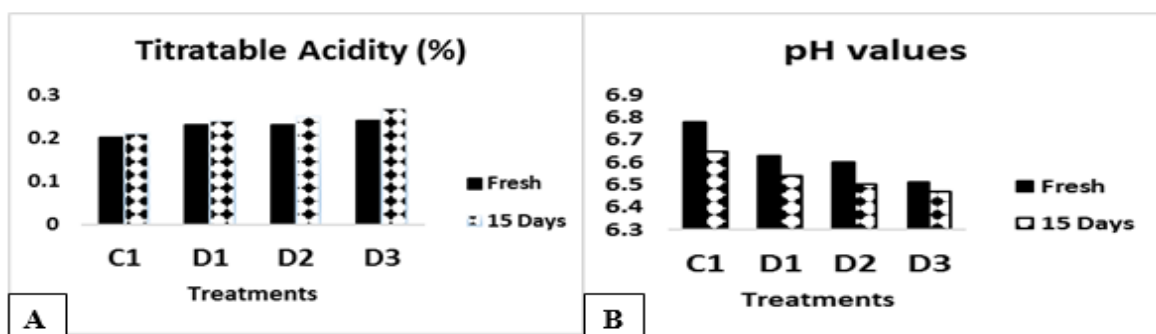 Titratable Acidity (%)
0.3
0.2
0.1
0
C1 D1 D2 D3
Treatments
Fresh
15 Days
A
pH values
6.9
6.8
6.7
6.6
6.5
6.4
6.3
C1 D1 D2 D3
Treatments
Fresh
15 Days
B